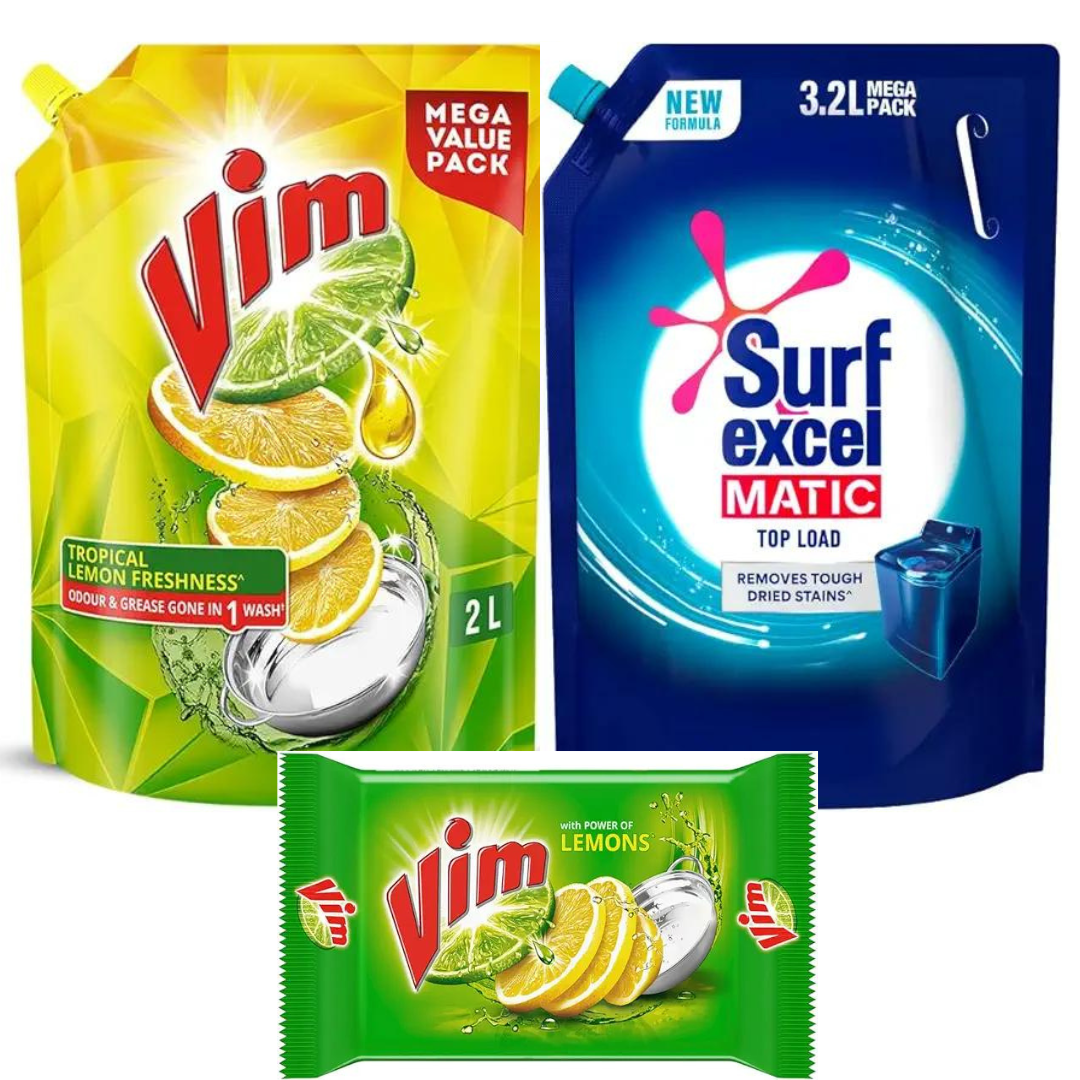 MEGA
VALUE
PACK
Vim
TROPICAL
LEMON FRESHNESS^
ODOUR & GREASE GONE IN 1 WASH†
2 L
NEW
FORMULA
3.2L MEGA
PACK
Surf
excel
MATIC
TOP LOAD
REMOVES TOUGH
DRIED STAINS^
with POWER OF
LEMONS
Vim
Vim
Vim